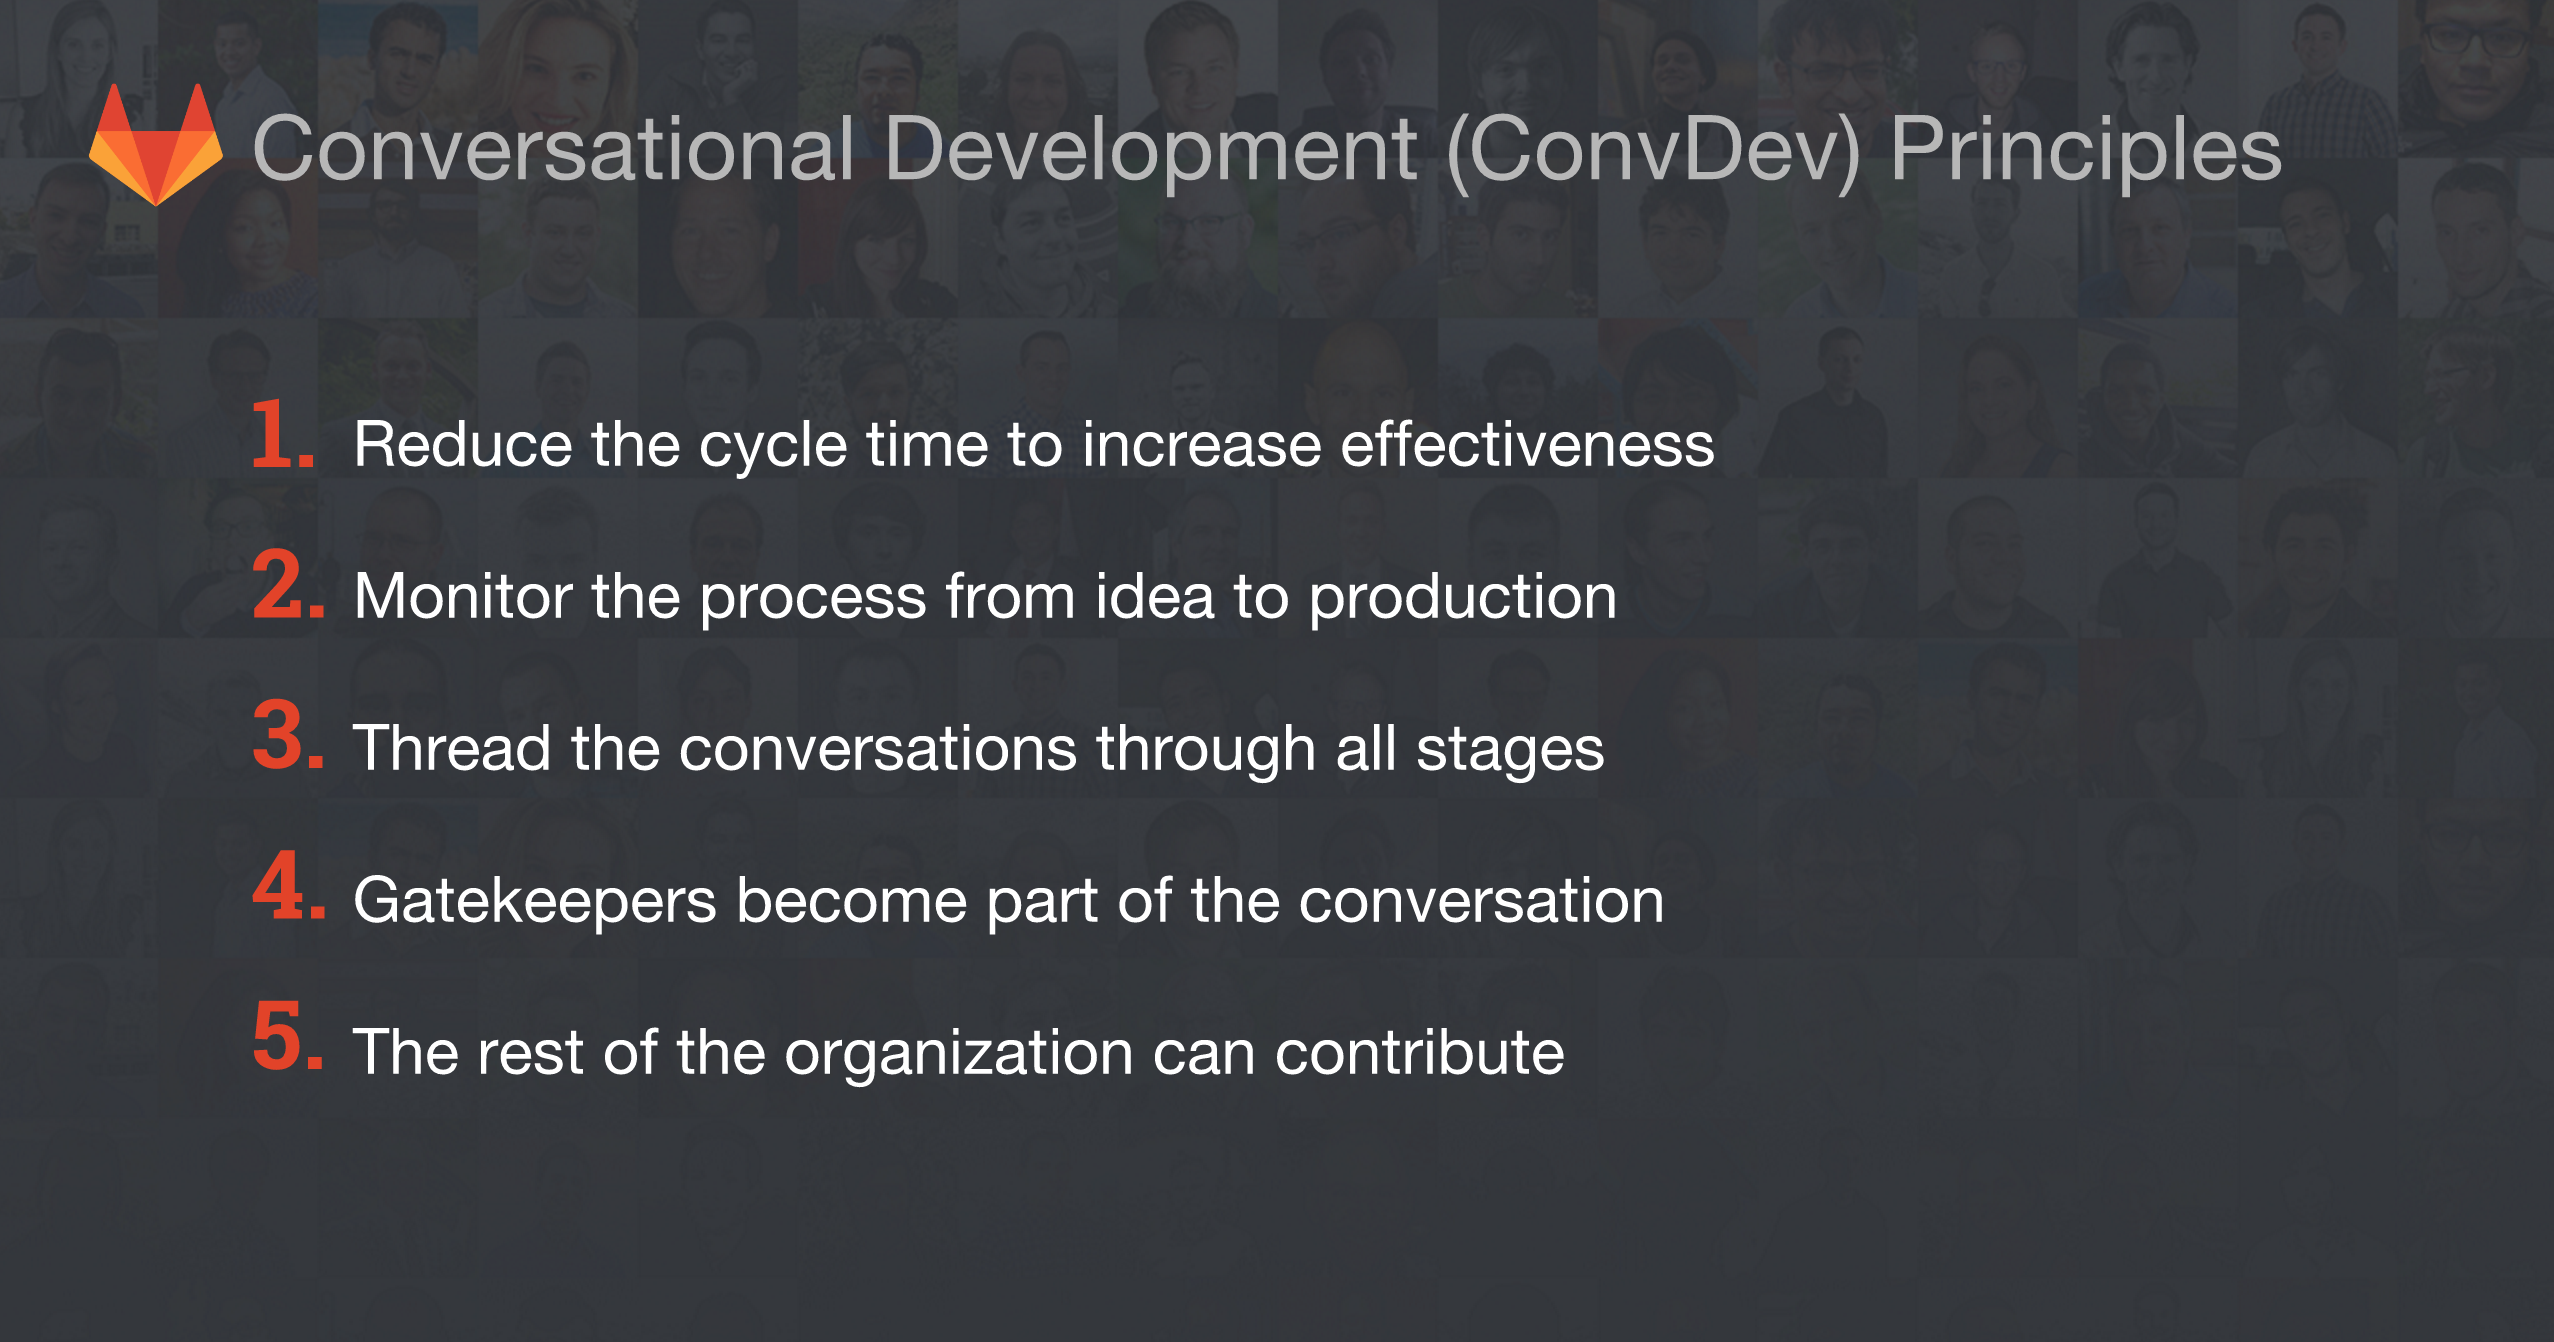 Conversational Development (ConvDev) Principles
1. Reduce the cycle time to increase effectiveness
2. Monitor the process from idea to production
3. Thread the conversations through all stages
4. Gatekeepers become part of the conversation
5. The rest of the organization can contribute